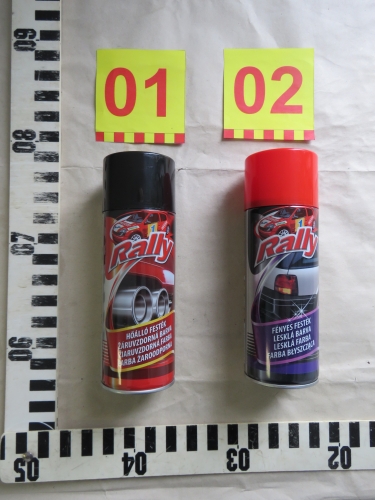 01
02
Rally
HŐÁLLÓ FESTÉK
ŽÁRUVZDORNÁ BARVA
ŽIARUVZDORNÁ FARBA
FARBA ŻAROODPORNA
Rally
FÉNYES FESTÉK
LESKLÁ BARVA
LESKLÁ FARBA
FARBA BŁYSZCZĄCA
09
08
07
06
05
04
03
02